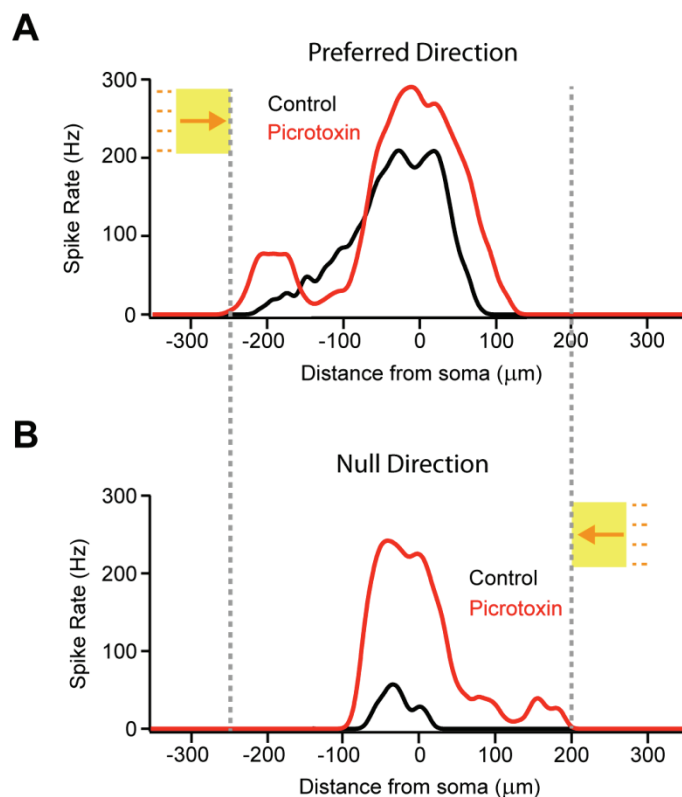 A
Preferred Direction
300
200
100
0
Spike Rate (Hz)
Control
Picrotoxin
-300 -200 -100 0 100 200 300
Distance from soma (μm)
B
Null Direction
300
200
100
0
Spike Rate (Hz)
Control
Picrotoxin
-300 -200 -100 0 100 200 300
Distance from soma (μm)